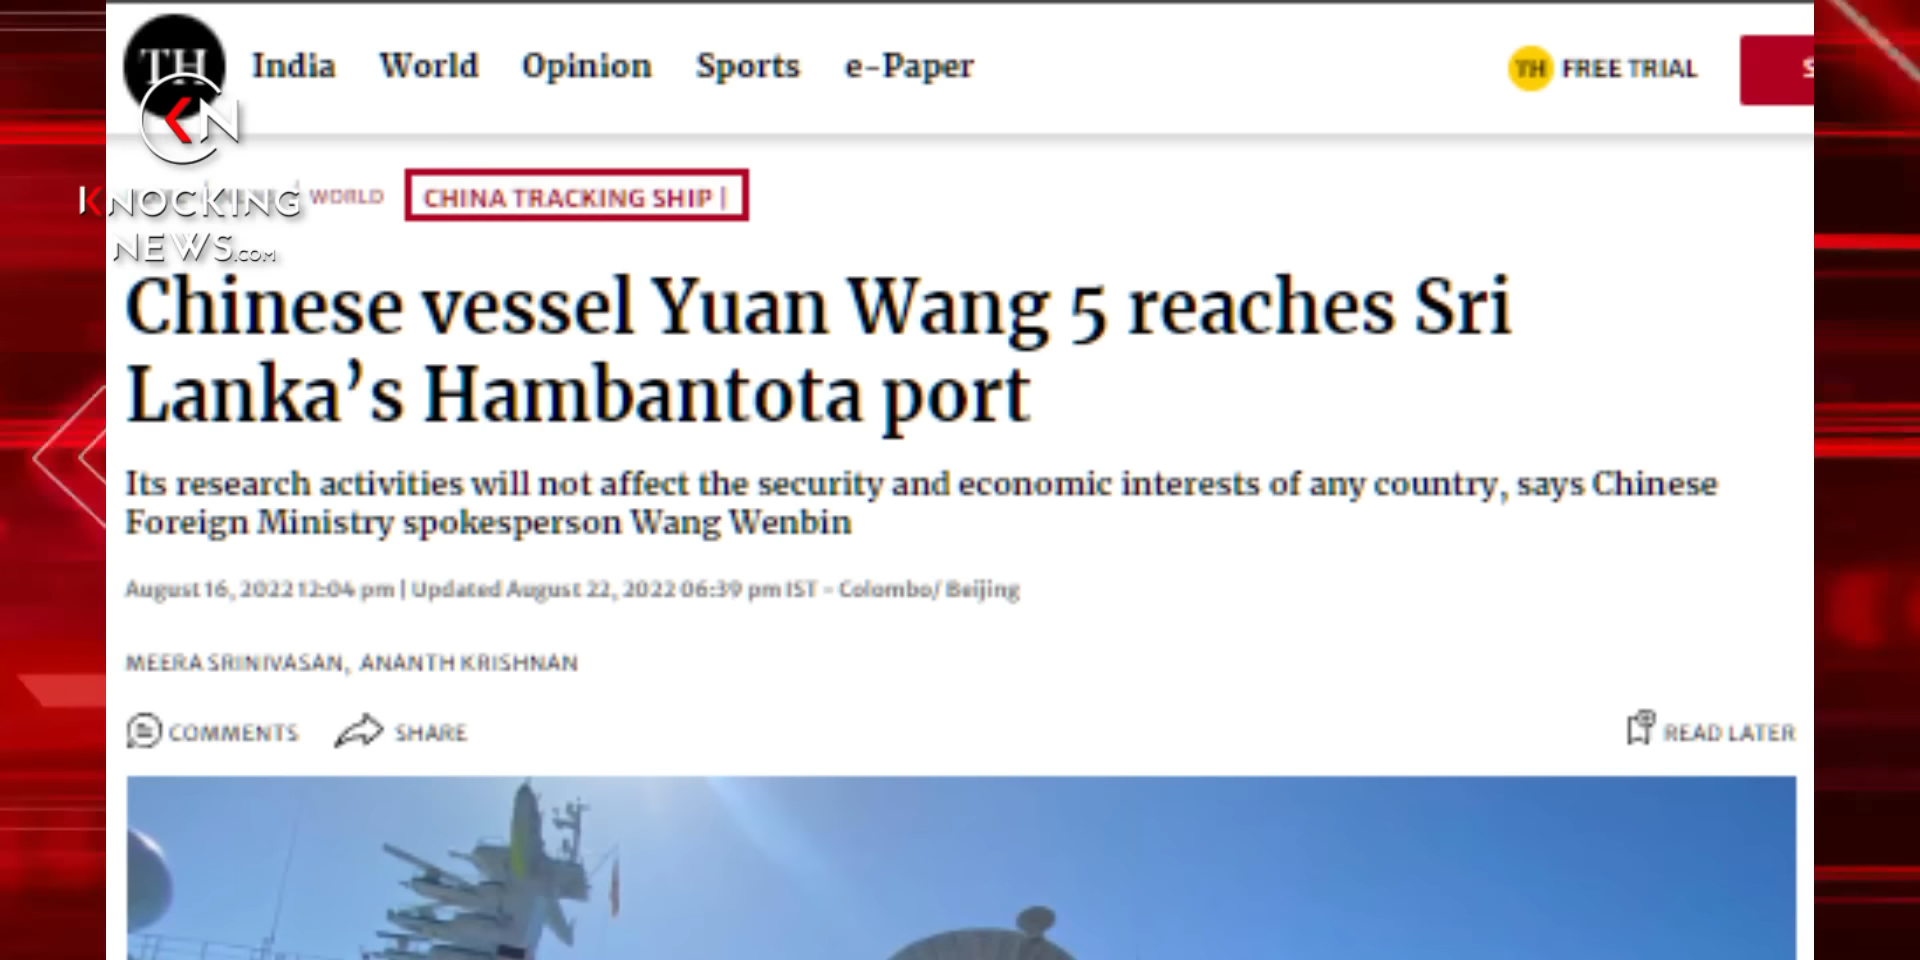 TH
India World Opinion Sports e-Paper
TH FREE TRIAL
S
KN
KNOCKING
NEWS.COM
WORLD
CHINA TRACKING SHIP |
Chinese vessel Yuan Wang 5 reaches Sri
Lanka’s Hambantota port
Its research activities will not affect the security and economic interests of any country, says Chinese
Foreign Ministry spokesperson Wang Wenbin
August 16, 2022 12:04 pm | Updated August 22, 2022 06:39 pm IST - Colombo/ Beijing
MEERA SRINIVASAN, ANANTH KRISHNAN
COMMENTS SHARE
READ LATER